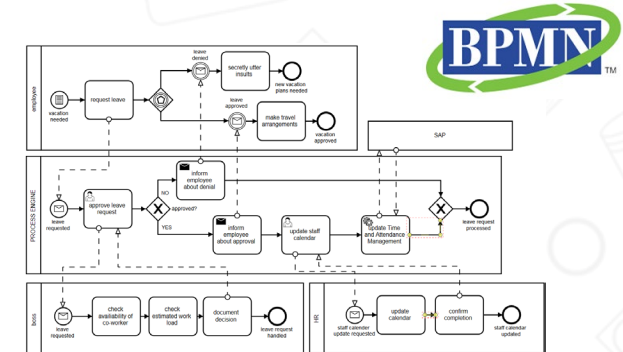 BPMN
TM
employee
vacation
needed
request leave
leave
denied
secretly utter
insults
new vacation
plans needed
leave
approved
make travel
arrangements
vacation
approved
SAP
PROCESS ENGINE
leave
requested
approve leave
request
NO
approved?
YES
inform
employee
about denial
inform
employee
about approval
update staff
calendar
update Time
and Attendance
Management
leave request
processed
boss
leave
requested
check
availability of
co-worker
check
estimated work
load
document
decision
leave request
handled
HR
staff calender
update requested
update
calendar
confirm
completion
staff calendar
updated